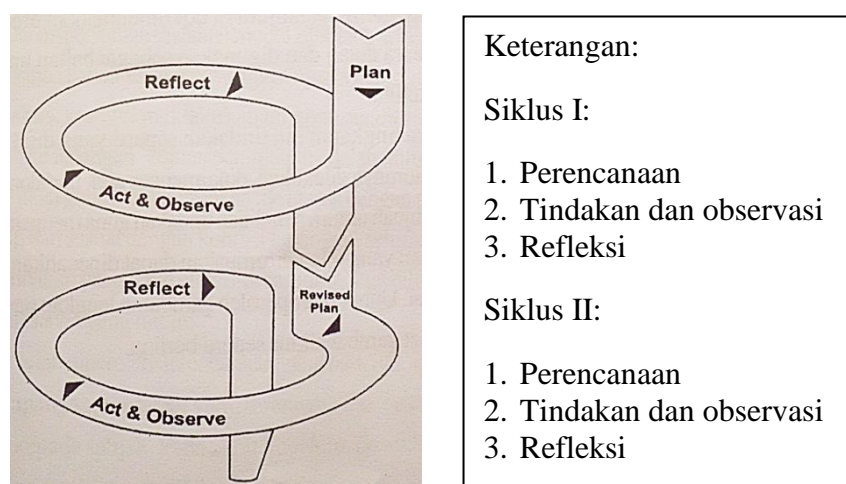 Plan
Reflect
Act & Observe
Reflect
Revised
Plan
Act & Observe
Keterangan:
Siklus I:
1. Perencanaan
2. Tindakan dan observasi
3. Refleksi
Siklus II:
1. Perencanaan
2. Tindakan dan observasi
3. Refleksi